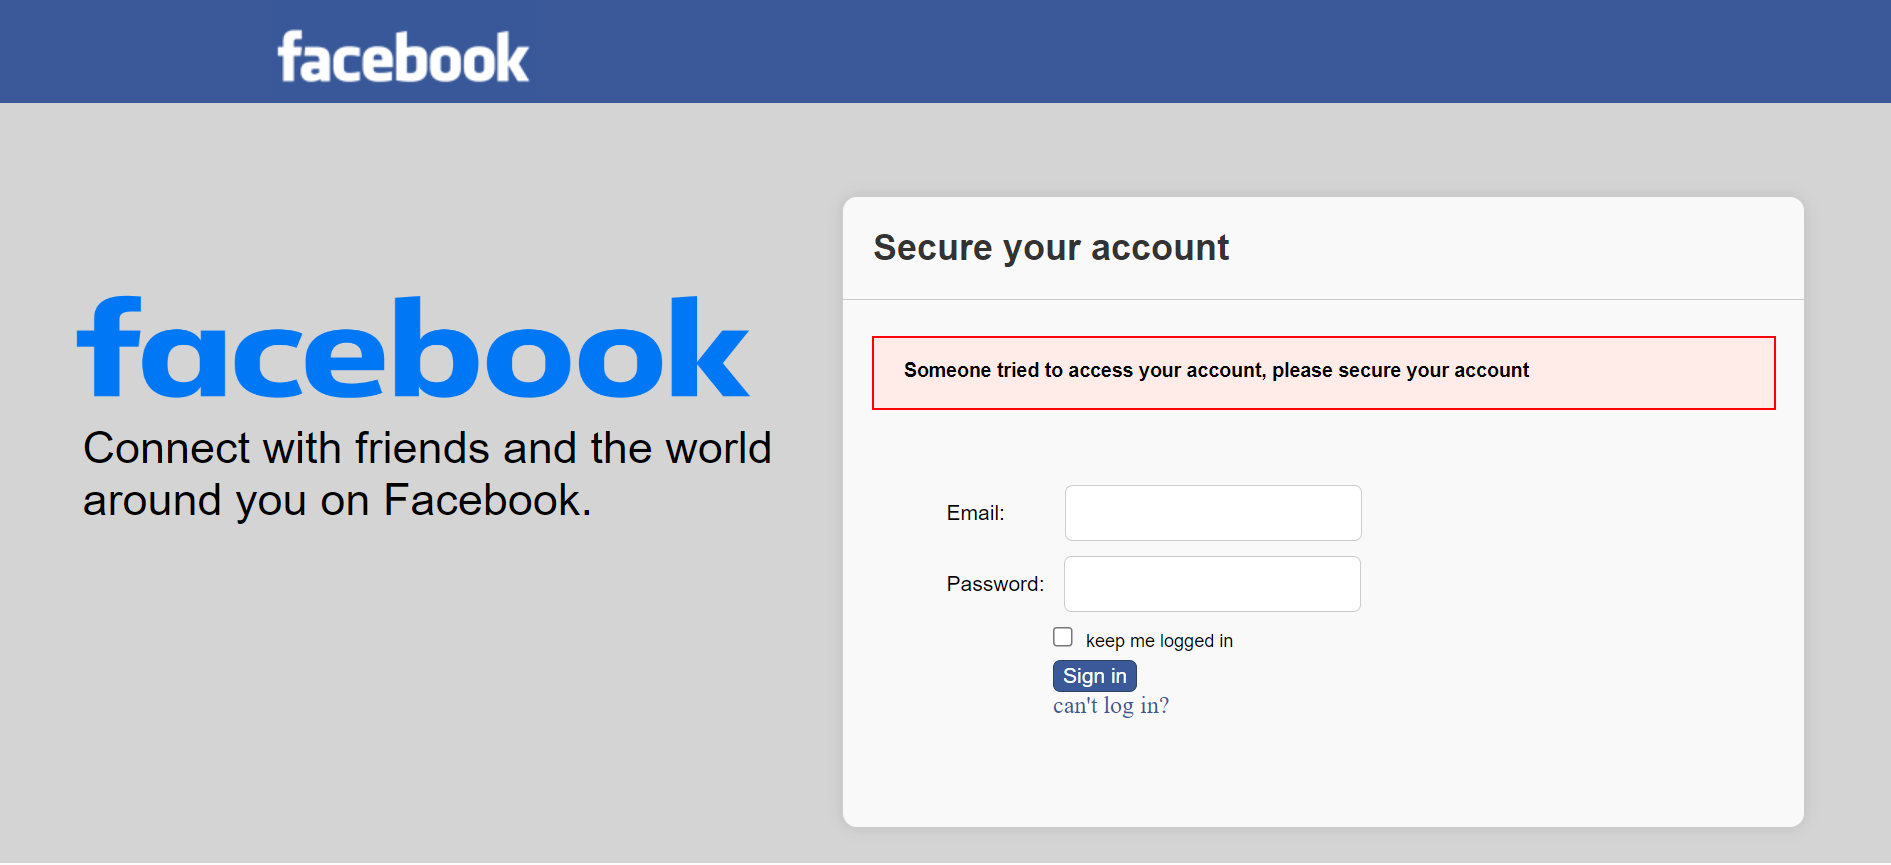 facebook
facebook
Connect with friends and the world
around you on Facebook.
Secure your account
Someone tried to access your account, please secure your account
Email:
Password:
keep me logged in
Sign in
can't log in?